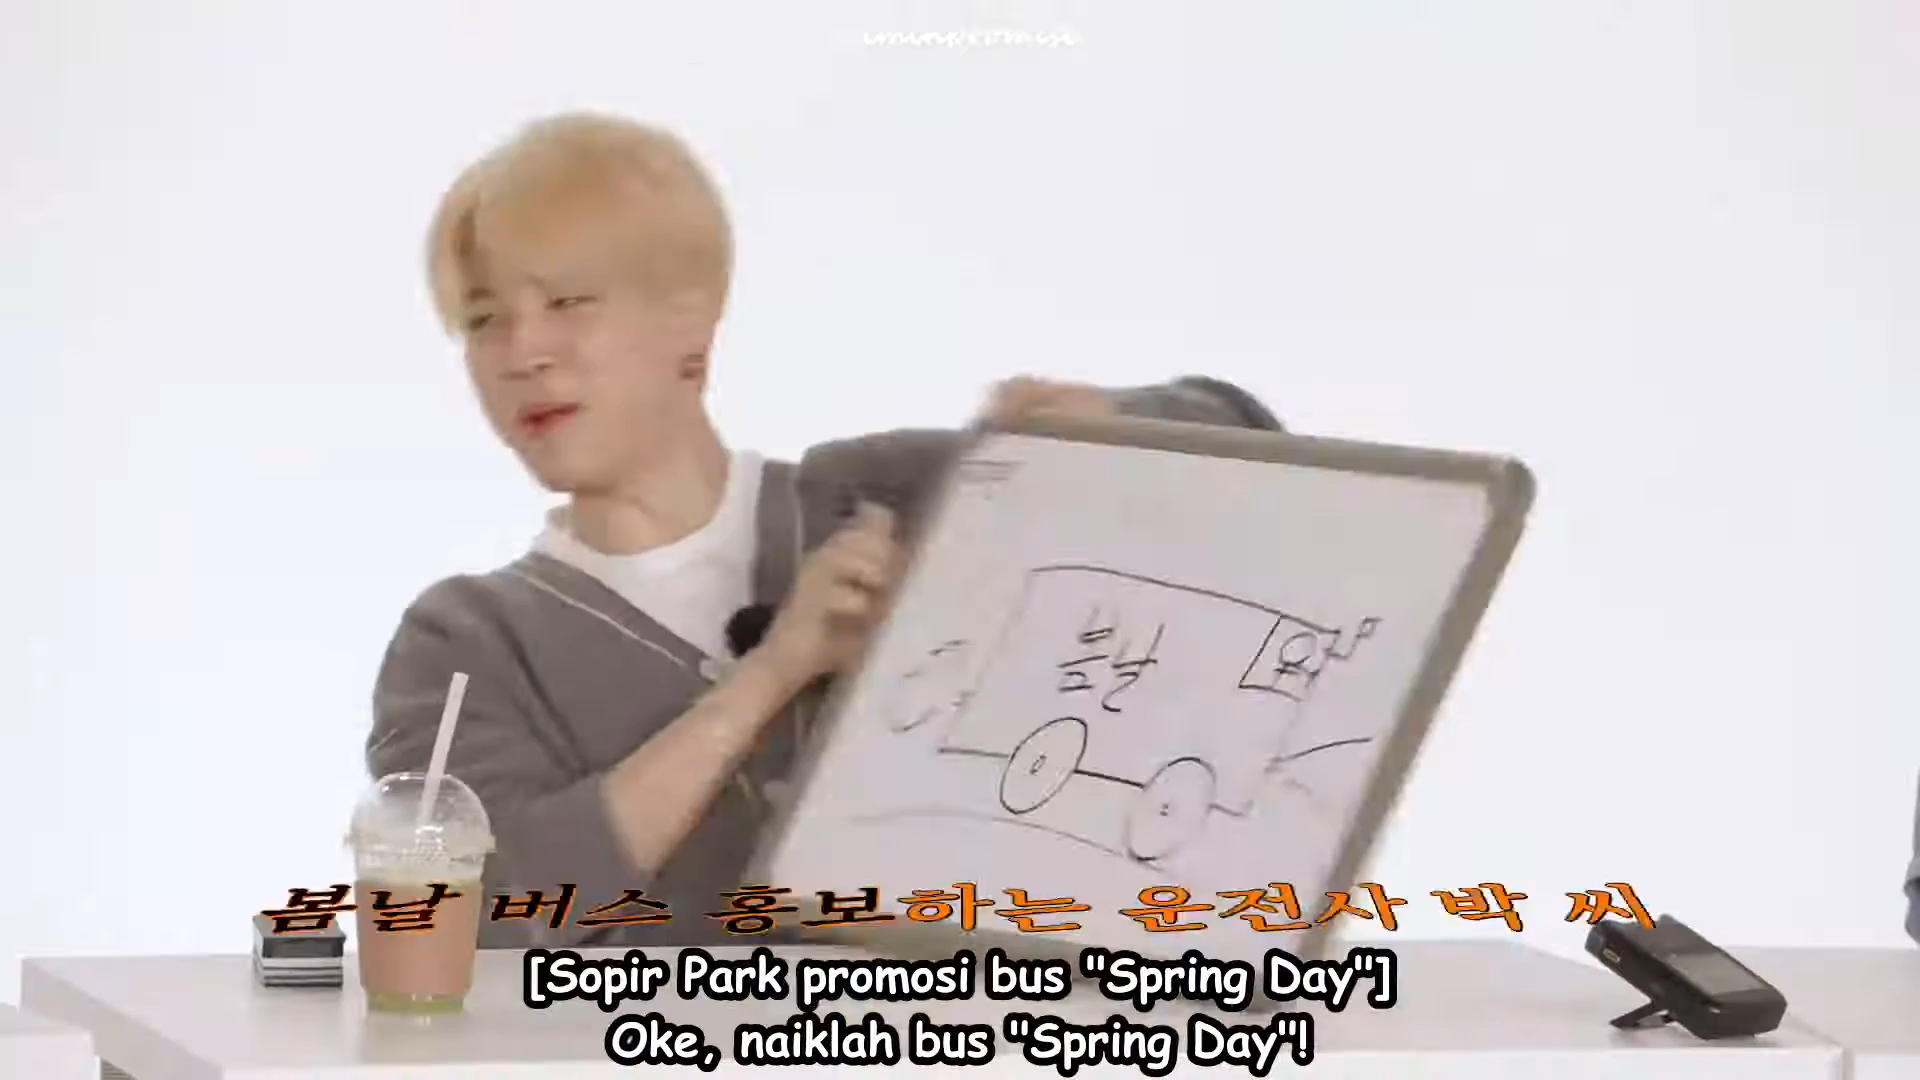 봄날
봄날 버스 홍보하는 운전사 박 씨
[Sopir Park promosi bus "Spring Day"]
Oke, naiklah bus "Spring Day"!